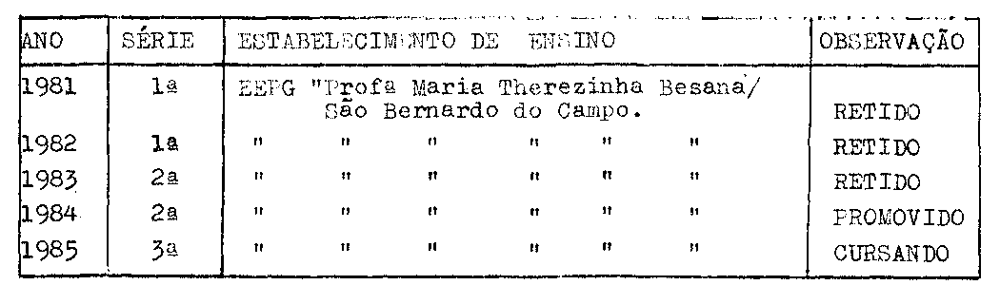 ANO SÉRIE ESTABELECIMENTO DE ENSINO OBSERVAÇÃO
1981 1ª EEPG "Profª Maria Therezinha Besana/
São Bernardo do Campo. RETIDO
1982 1ª " " " " " " RETIDO
1983 2ª " " " " " " RETIDO
1984 2ª " " " " " " PROMOVIDO
1985 3ª " " " " " " CURSANDO